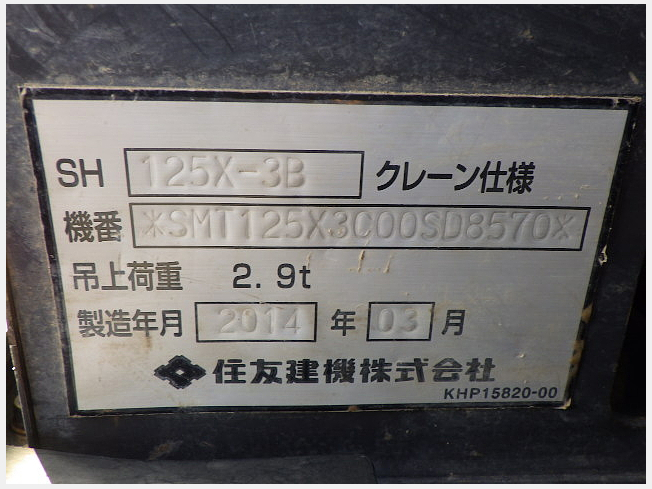 SH 125X-3B クレーン仕様
機番 *SMT125X3C00SD8570*
吊上荷重 2.9t
製造年月 2014 年 03 月
住友建機株式会社
KHP15820-00